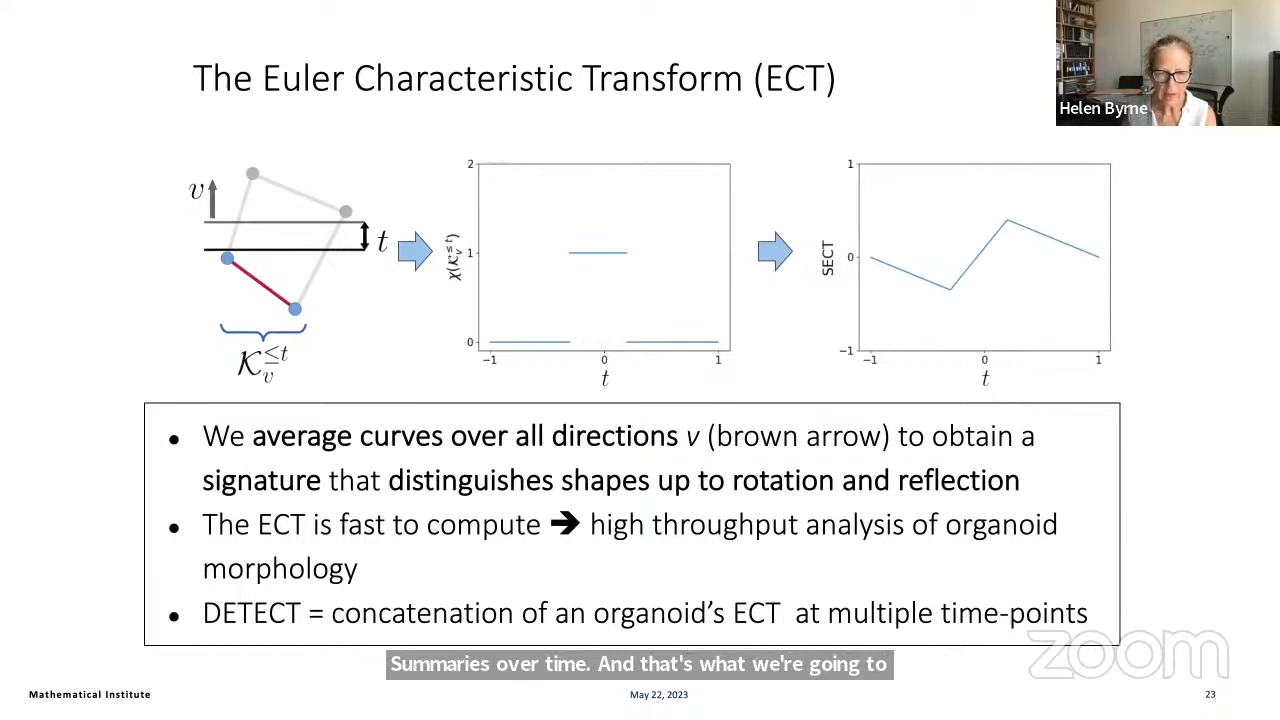 The Euler Characteristic Transform (ECT)
Helen Byrne
v
t
𝒦ᵥ^≤t
2
1
0
χ(𝒦ᵥ^≤t)
−1
0
1
t
1
0
−1
SECT
−1
0
1
t
● We average curves over all directions v (brown arrow) to obtain a
signature that distinguishes shapes up to rotation and reflection
● The ECT is fast to compute ➔ high throughput analysis of organoid
morphology
● DETECT = concatenation of an organoid’s ECT at multiple time-points
zoom
Summaries over time. And that's what we're going to
Mathematical Institute
May 22, 2023
23